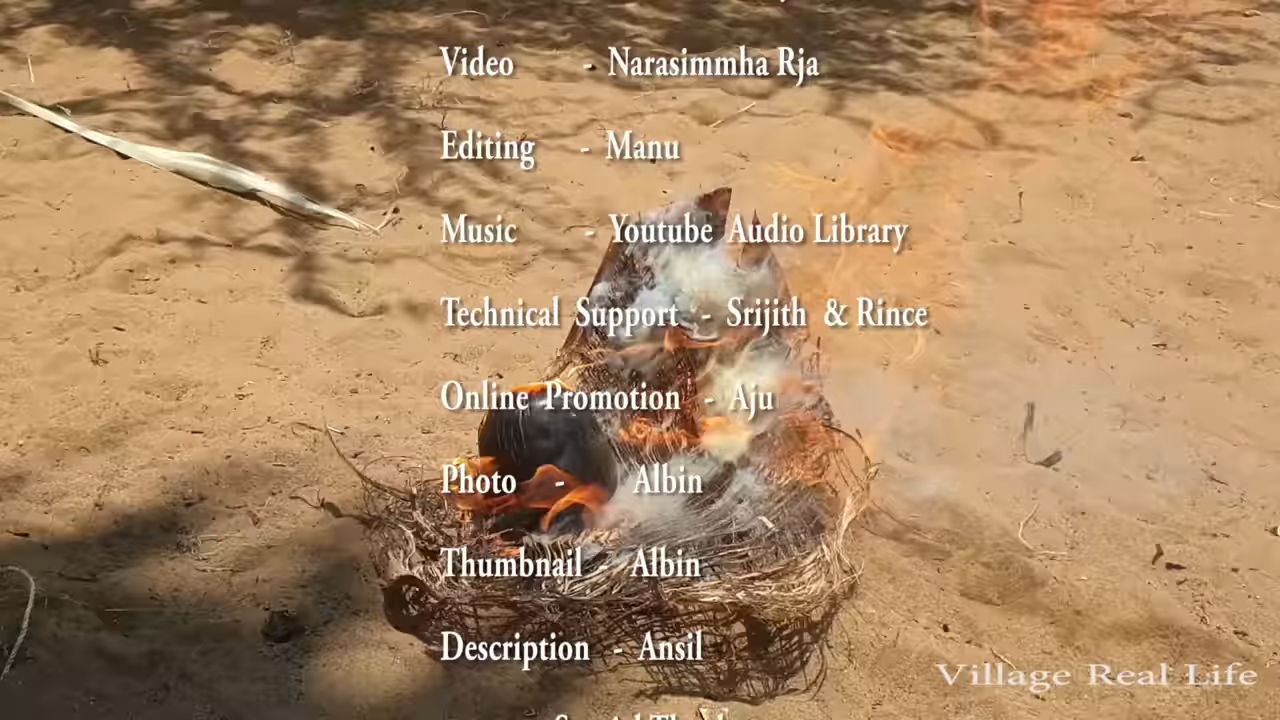 Video - Narasimmha Rja
Editing - Manu
Music - Youtube Audio Library
Technical Support - Srijith & Rince
Online Promotion - Aju
Photo - Albin
Thumbnail - Albin
Description - Ansil
Village Real Life